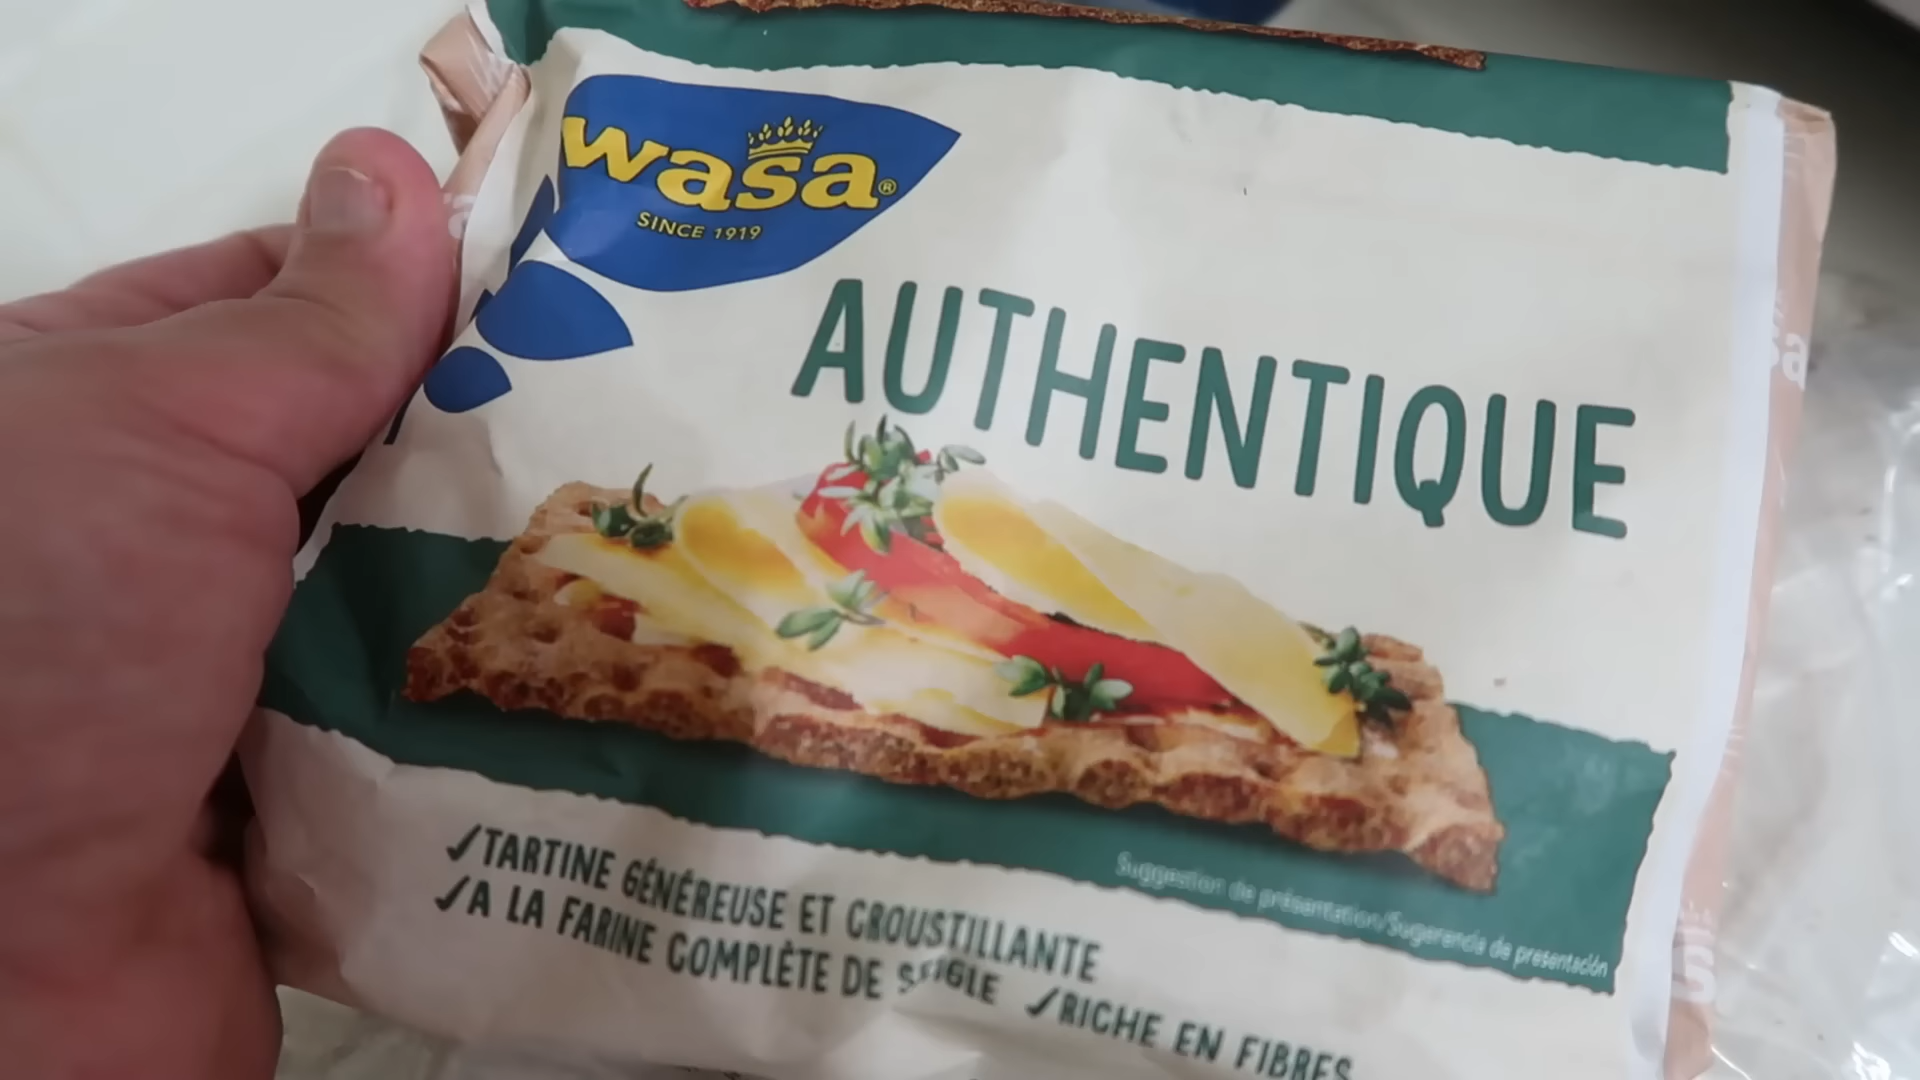 wasa®
SINCE 1919
AUTHENTIQUE
Suggestion de présentation/Sugerencia de presentación
✓TARTINE GÉNÉREUSE ET CROUSTILLANTE
✓A LA FARINE COMPLÈTE DE SEIGLE ✓RICHE EN FIBRES